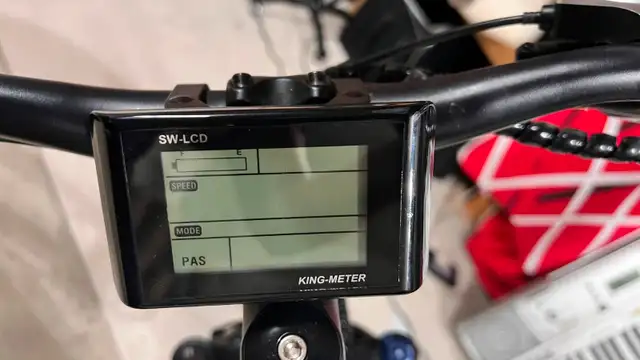 SW-LCD
E
SPEED
MODE
PAS
KING-METER